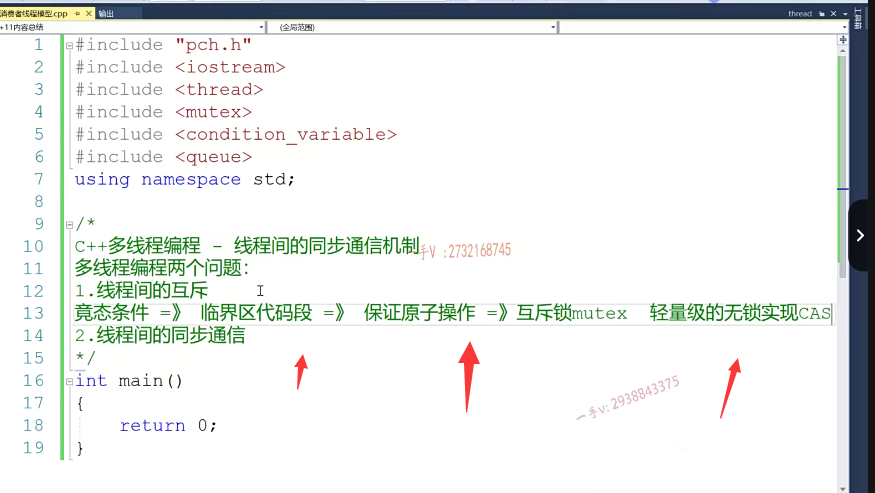 消费者线程模型.cpp 输出 thread
+11内容总结 (全局范围)
1 #include "pch.h"
2 #include <iostream>
3 #include <thread>
4 #include <mutex>
5 #include <condition_variable>
6 #include <queue>
7 using namespace std;
8
9 /*
10 C++多线程编程 - 线程间的同步通信机制
一手V :2732168745
11 多线程编程两个问题:
12 1.线程间的互斥
13 竟态条件 =》 临界区代码段 =》 保证原子操作 =》互斥锁mutex 轻量级的无锁实现CAS
14 2.线程间的同步通信
15 */
16 int main()
17 {
18 return 0;
19 }
一手v: 2938843375